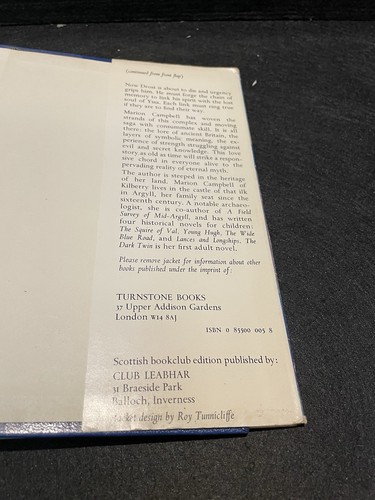 (continued from front flap)
Now Drost is about to die and urgency
grips him. He must forge the chain of
memory to link his spirit with the lost
soul of Yssa. Each link must ring true
if they are to find their way.
Marion Campbell has woven the
strands of this complex and moving
saga with consummate skill. It is all
there: the lore of ancient Britain, the
layers of symbolic meaning, the ex-
perience of strength struggling against
evil and secret knowledge. This love
story as old as time will strike a respon-
sive chord in everyone alive to the
pervading reality of eternal myth.
The author is steeped in the heritage
of her land. Marion Campbell of
Kilberry lives in the castle of that ilk
in Argyll, her family seat since the
sixteenth century. A notable archaeo-
logist, she is co-author of A Field
Survey of Mid-Argyll, and has written
four historical novels for children:
The Squire of Val, Young Hugh, The Wide
Blue Road, and Lances and Longships. The
Dark Twin is her first adult novel.
Please remove jacket for information about other
books published under the imprint of:
TURNSTONE BOOKS
37 Upper Addison Gardens
London W14 8AJ
ISBN 0 85500 005 8
Scottish bookclub edition published by:
CLUB LEABHAR
31 Braeside Park
Balloch, Inverness
Jacket design by Roy Tunnicliffe